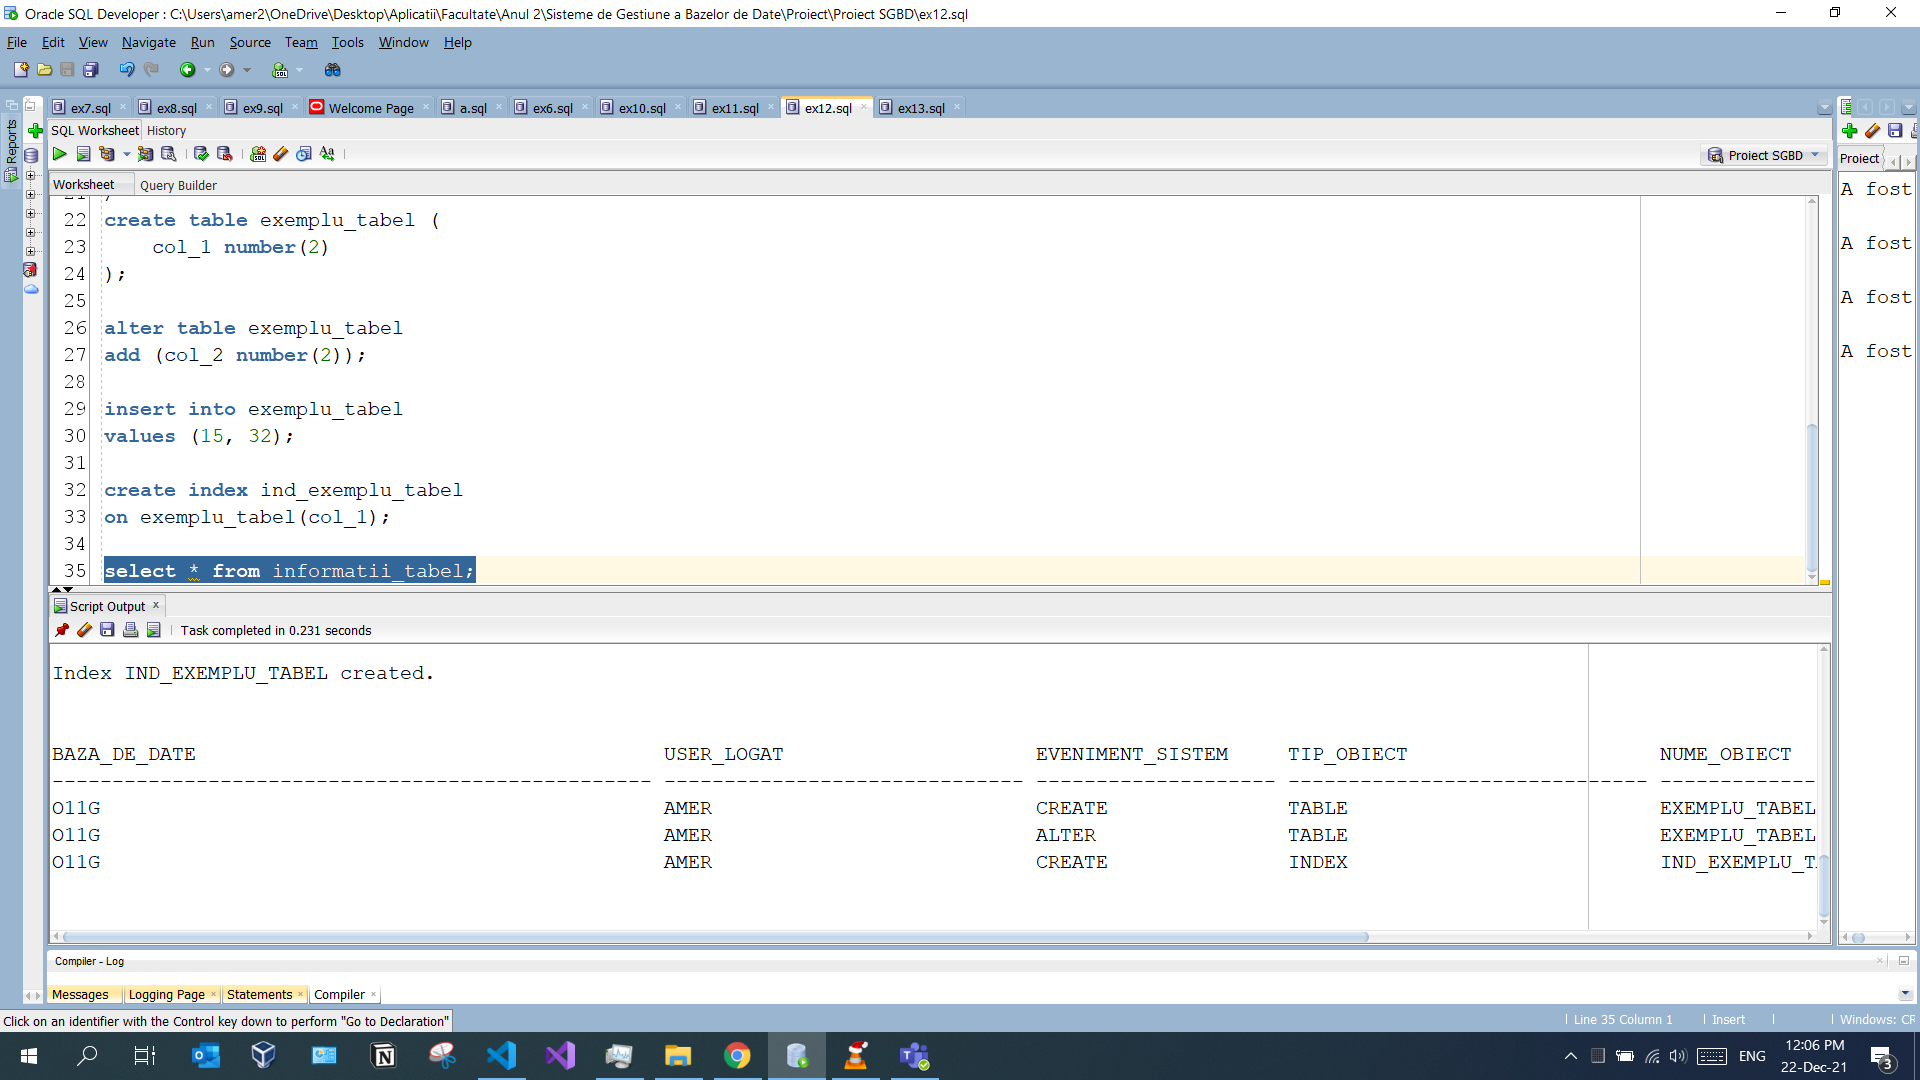 Oracle SQL Developer : C:\Users\amer2\OneDrive\Desktop\Aplicatii\Facultate\Anul 2\Sisteme de Gestiune a Bazelor de Date\Proiect\Proiect SGBD\ex12.sql
File Edit View Navigate Run Source Team Tools Window Help
ex7.sql ex8.sql ex9.sql Welcome Page a.sql ex6.sql ex10.sql ex11.sql ex12.sql ex13.sql
Reports
SQL Worksheet History
Proiect SGBD
Proiect
Worksheet Query Builder
22 create table exemplu_tabel (
23 col_1 number(2)
24 );
25
26 alter table exemplu_tabel
27 add (col_2 number(2));
28
29 insert into exemplu_tabel
30 values (15, 32);
31
32 create index ind_exemplu_tabel
33 on exemplu_tabel(col_1);
34
35 select * from informatii_tabel;
A fost
A fost
A fost
A fost
Script Output
Task completed in 0.231 seconds
Index IND_EXEMPLU_TABEL created.
BAZA_DE_DATE USER_LOGAT EVENIMENT_SISTEM TIP_OBIECT NUME_OBIECT
O11G AMER CREATE TABLE EXEMPLU_TABEL
O11G AMER ALTER TABLE EXEMPLU_TABEL
O11G AMER CREATE INDEX IND_EXEMPLU_T
Compiler - Log
Messages Logging Page Statements Compiler
Click on an identifier with the Control key down to perform "Go to Declaration"
Line 35 Column 1 Insert Windows: CR
ENG 12:06 PM
22-Dec-21
3